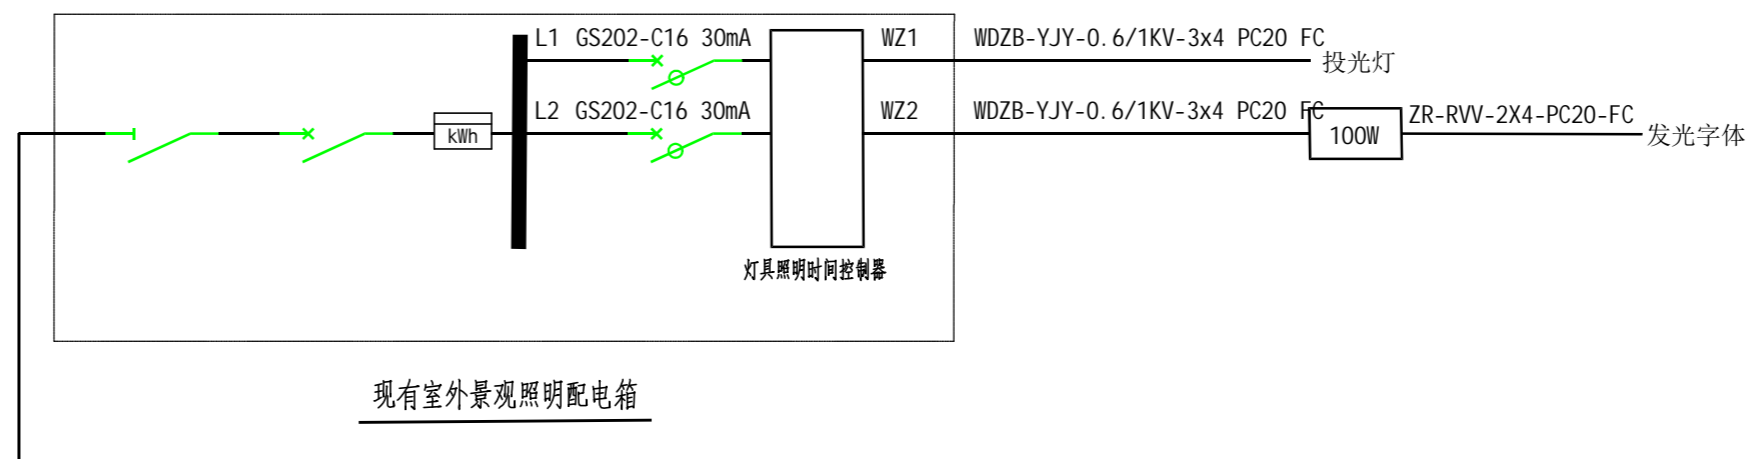 L1 GS202-C16 30mA
WZ1
WDZB-YJY-0.6/1KV-3x4 PC20 FC
投光灯
L2 GS202-C16 30mA
WZ2
WDZB-YJY-0.6/1KV-3x4 PC20 FC
100W
ZR-RVV-2X4-PC20-FC
发光字体
kWh
灯具照明时间控制器
现有室外景观照明配电箱